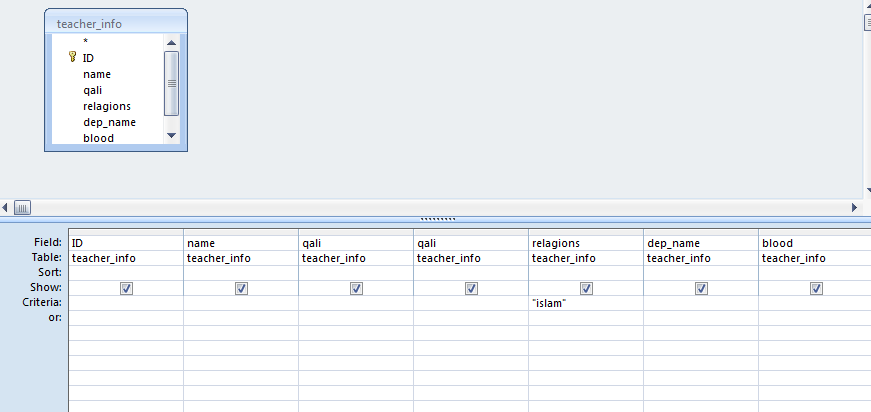 teacher_info
*
ID
name
qali
relagions
dep_name
blood
Field: ID name qali qali relagions dep_name blood
Table: teacher_info teacher_info teacher_info teacher_info teacher_info teacher_info teacher_info
Sort:
Show:
Criteria: "islam"
or: